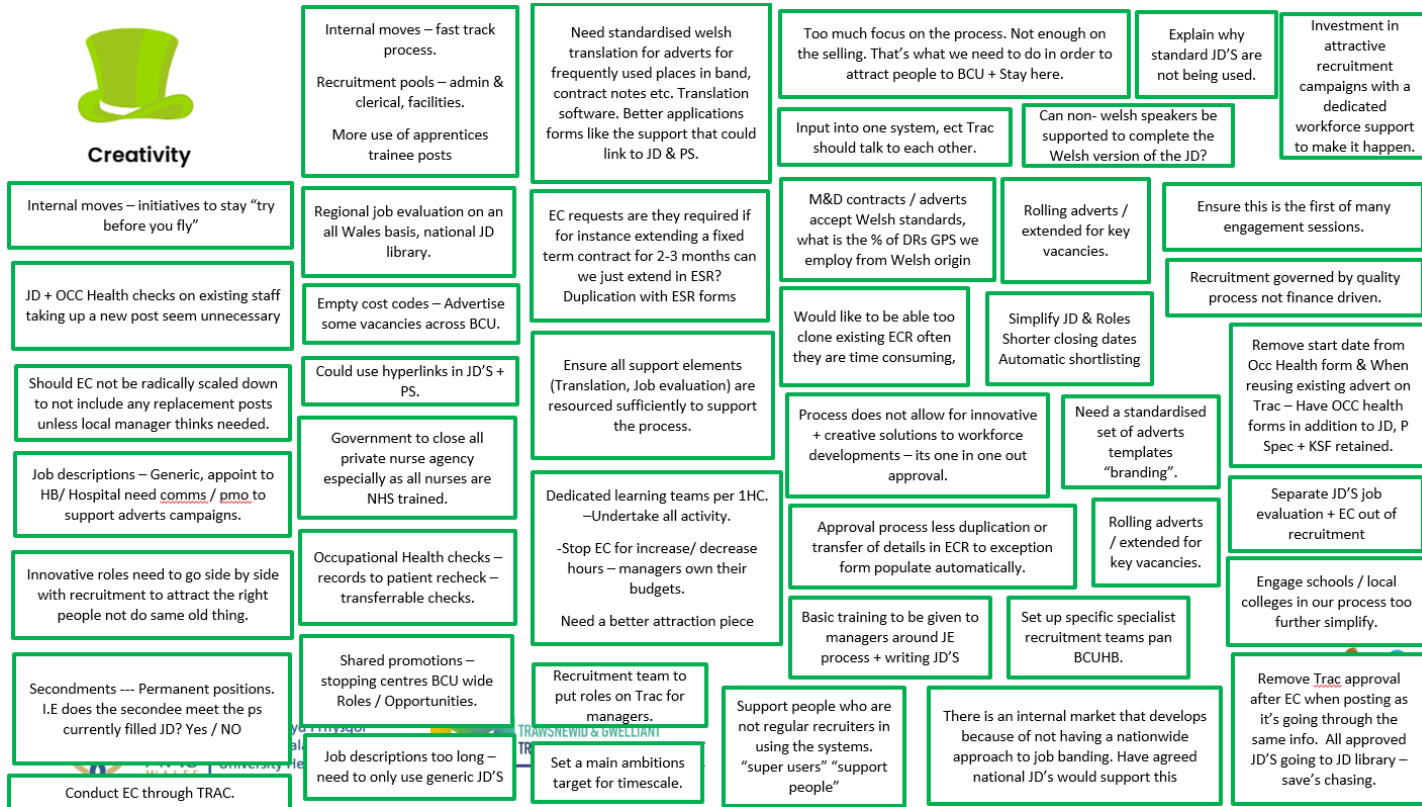 Creativity
Internal moves – initiatives to stay “try
before you fly”
JD + OCC Health checks on existing staff
taking up a new post seem unnecessary
Should EC not be radically scaled down
to not include any replacement posts
unless local manager thinks needed.
Job descriptions – Generic, appoint to
HB/ Hospital need comms / pmo to
support adverts campaigns.
Innovative roles need to go side by side
with recruitment to attract the right
people not do same old thing.
Secondments --- Permanent positions.
I.E does the secondee meet the ps
currently filled JD? Yes / NO
WALES
University He
Conduct EC through TRAC.
Internal moves – fast track
process.
Recruitment pools – admin &
clerical, facilities.
More use of apprentices
trainee posts
Regional job evaluation on an
all Wales basis, national JD
library.
Empty cost codes – Advertise
some vacancies across BCU.
Could use hyperlinks in JD’S +
PS.
Government to close all
private nurse agency
especially as all nurses are
NHS trained.
Occupational Health checks –
records to patient recheck –
transferrable checks.
Shared promotions –
stopping centres BCU wide
Roles / Opportunities.
Job descriptions too long –
need to only use generic JD’S
Need standardised welsh
translation for adverts for
frequently used places in band,
contract notes etc. Translation
software. Better applications
forms like the support that could
link to JD & PS.
EC requests are they required if
for instance extending a fixed
term contract for 2-3 months can
we just extend in ESR?
Duplication with ESR forms
Ensure all support elements
(Translation, Job evaluation) are
resourced sufficiently to support
the process.
Dedicated learning teams per 1HC.
–Undertake all activity.
-Stop EC for increase/ decrease
hours – managers own their
budgets.
Need a better attraction piece
Recruitment team to
put roles on Trac for
managers.
TRAWSNEWID & GWELLIANT
Set a main ambitions
target for timescale.
Too much focus on the process. Not enough on
the selling. That’s what we need to do in order to
attract people to BCU + Stay here.
Input into one system, ect Trac
should talk to each other.
M&D contracts / adverts
accept Welsh standards,
what is the % of DRs GPS we
employ from Welsh origin
Would like to be able too
clone existing ECR often
they are time consuming,
Process does not allow for innovative
+ creative solutions to workforce
developments – its one in one out
approval.
Approval process less duplication or
transfer of details in ECR to exception
form populate automatically.
Basic training to be given to
managers around JE
process + writing JD’S
Support people who are
not regular recruiters in
using the systems.
“super users” “support
people”
Explain why
standard JD’S are
not being used.
Can non- welsh speakers be
supported to complete the
Welsh version of the JD?
Rolling adverts /
extended for key
vacancies.
Simplify JD & Roles
Shorter closing dates
Automatic shortlisting
Need a standardised
set of adverts
templates
“branding”.
Rolling adverts
/ extended for
key vacancies.
Set up specific specialist
recruitment teams pan
BCUHB.
There is an internal market that develops
because of not having a nationwide
approach to job banding. Have agreed
national JD’s would support this
Investment in
attractive
recruitment
campaigns with a
dedicated
workforce support
to make it happen.
Ensure this is the first of many
engagement sessions.
Recruitment governed by quality
process not finance driven.
Remove start date from
Occ Health form & When
reusing existing advert on
Trac – Have OCC health
forms in addition to JD, P
Spec + KSF retained.
Separate JD’S job
evaluation + EC out of
recruitment
Engage schools / local
colleges in our process too
further simplify.
Remove Trac approval
after EC when posting as
it’s going through the
same info. All approved
JD’S going to JD library –
save’s chasing.